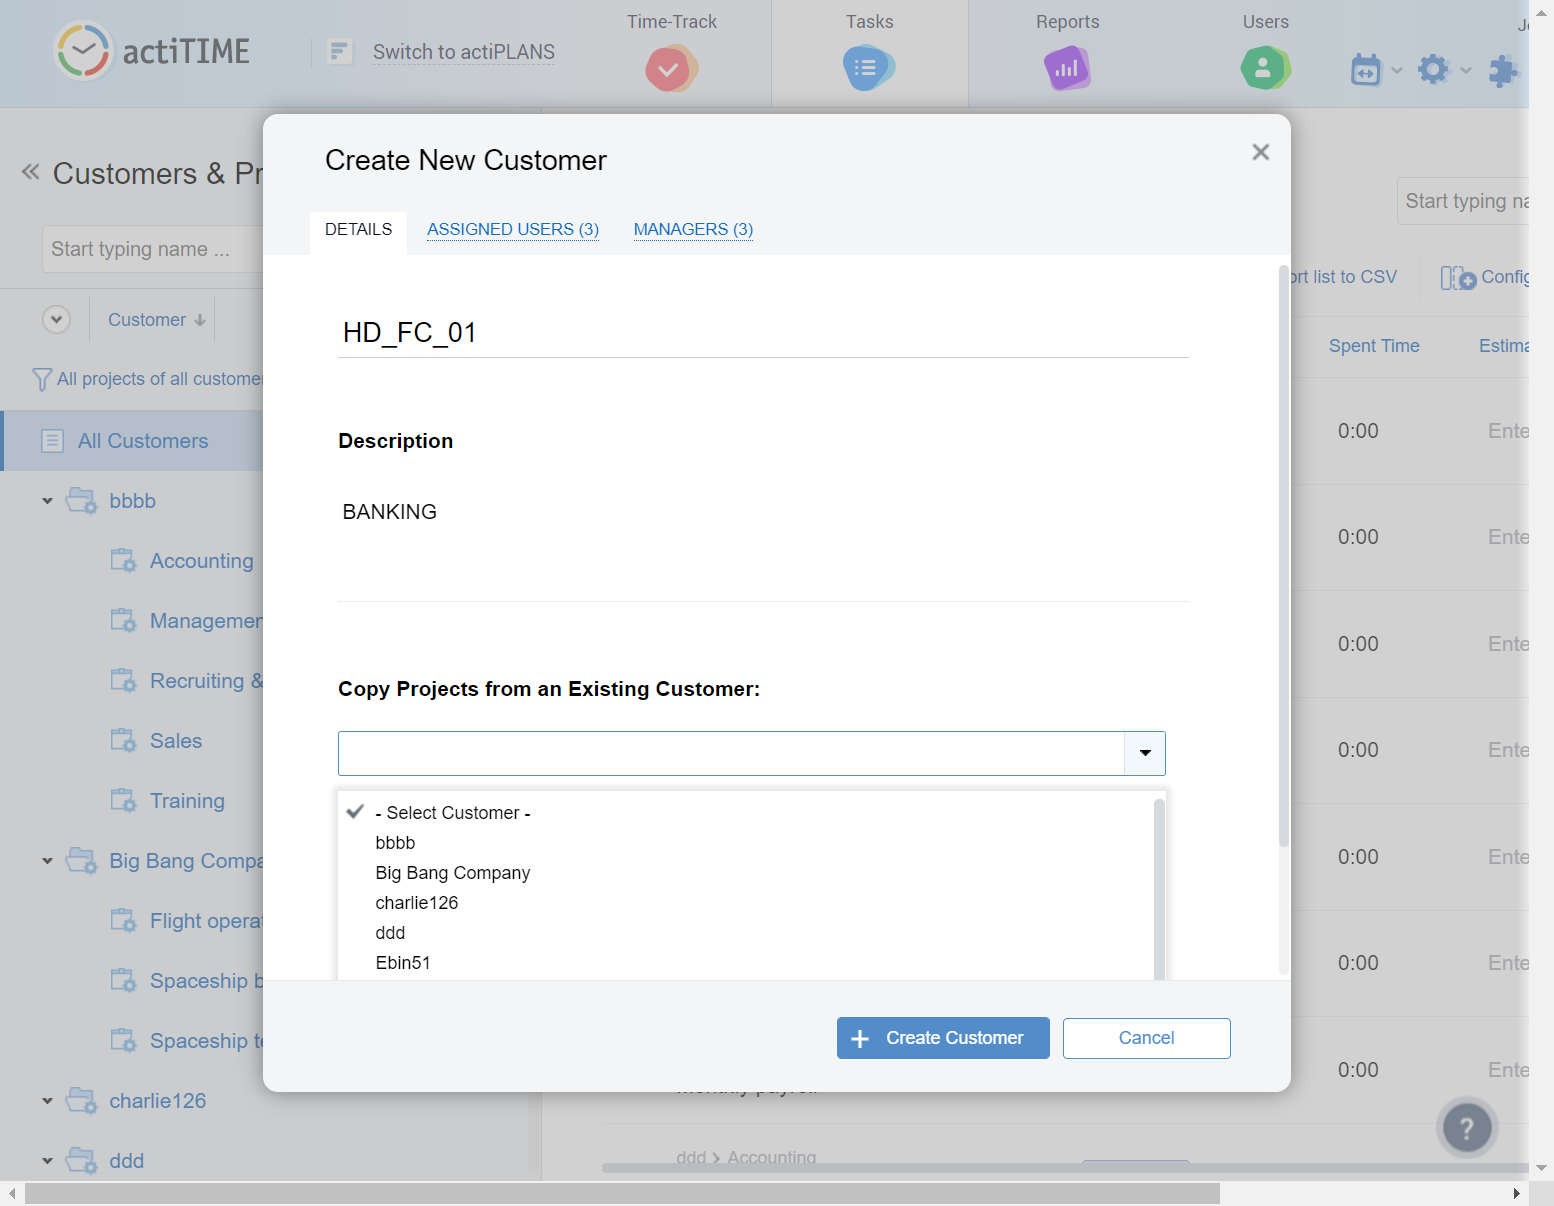 actiTIME
Switch to actiPLANS
Time-Track
Tasks
Reports
Users
Customers & Pr
Start typing name ...
Customer
All projects of all custome
All Customers
bbbb
Accounting
Managemen
Recruiting &
Sales
Training
Big Bang Compa
Flight opera
Spaceship b
Spaceship te
charlie126
ddd
Create New Customer
DETAILS
ASSIGNED USERS (3)
MANAGERS (3)
HD_FC_01
Description
BANKING
Copy Projects from an Existing Customer:
- Select Customer -
bbbb
Big Bang Company
charlie126
ddd
Ebin51
Create Customer
Cancel
Start typing na
ort list to CSV
Config
Spent Time
Estima
0:00
Ente
0:00
Ente
0:00
Ente
0:00
Ente
0:00
Ente
0:00
Ente
0:00
Ente
ddd > Accounting
?